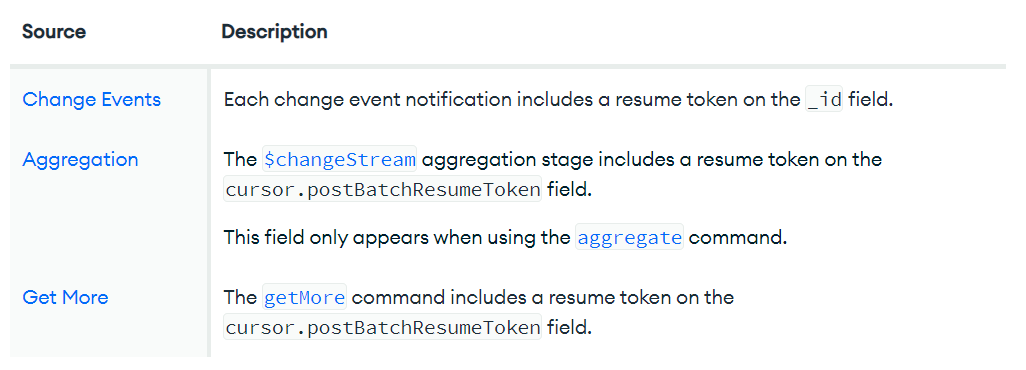 Source Description
Change Events Each change event notification includes a resume token on the _id field.
Aggregation The $changeStream aggregation stage includes a resume token on the
cursor.postBatchResumeToken field.
This field only appears when using the aggregate command.
Get More The getMore command includes a resume token on the
cursor.postBatchResumeToken field.